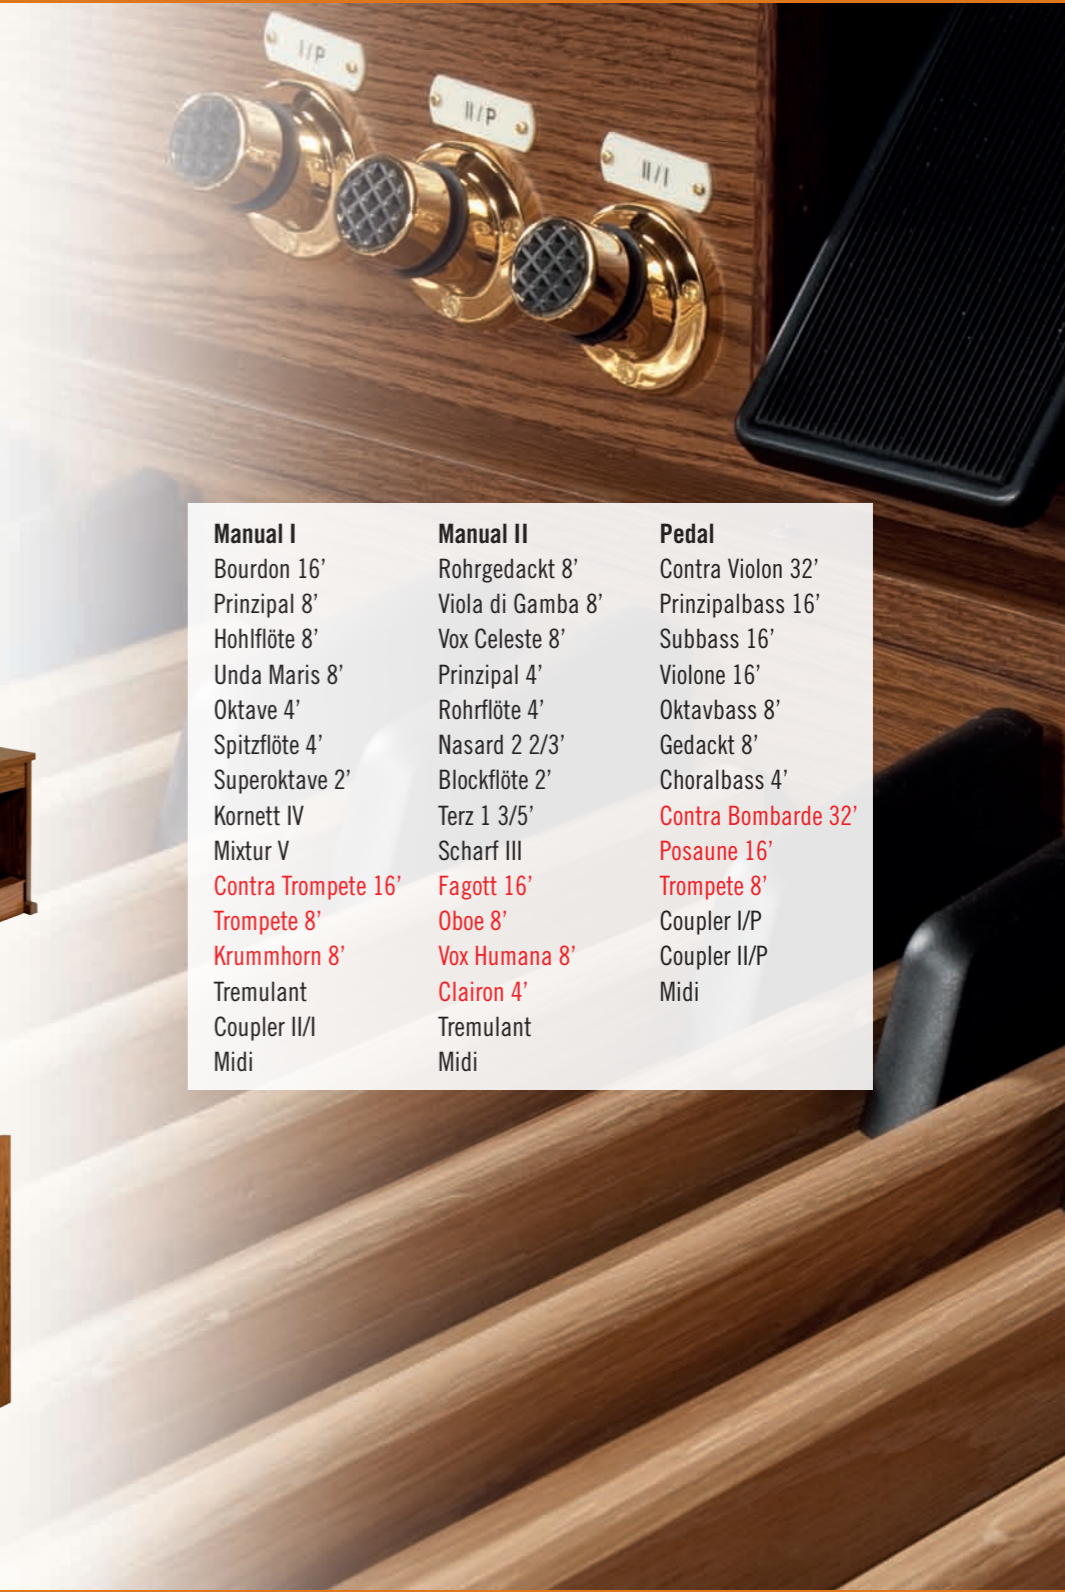 I/P
II/P
II/I
Manual I
Bourdon 16’
Prinzipal 8’
Hohlflöte 8’
Unda Maris 8’
Oktave 4’
Spitzflöte 4’
Superoktave 2’
Kornett IV
Mixtur V
Contra Trompete 16’
Trompete 8’
Krummhorn 8’
Tremulant
Coupler II/I
Midi
Manual II
Rohrgedackt 8’
Viola di Gamba 8’
Vox Celeste 8’
Prinzipal 4’
Rohrflöte 4’
Nasard 2 2/3’
Blockflöte 2’
Terz 1 3/5’
Scharf III
Fagott 16’
Oboe 8’
Vox Humana 8’
Clairon 4’
Tremulant
Midi
Pedal
Contra Violon 32’
Prinzipalbass 16’
Subbass 16’
Violone 16’
Oktavbass 8’
Gedackt 8’
Choralbass 4’
Contra Bombarde 32’
Posaune 16’
Trompete 8’
Coupler I/P
Coupler II/P
Midi